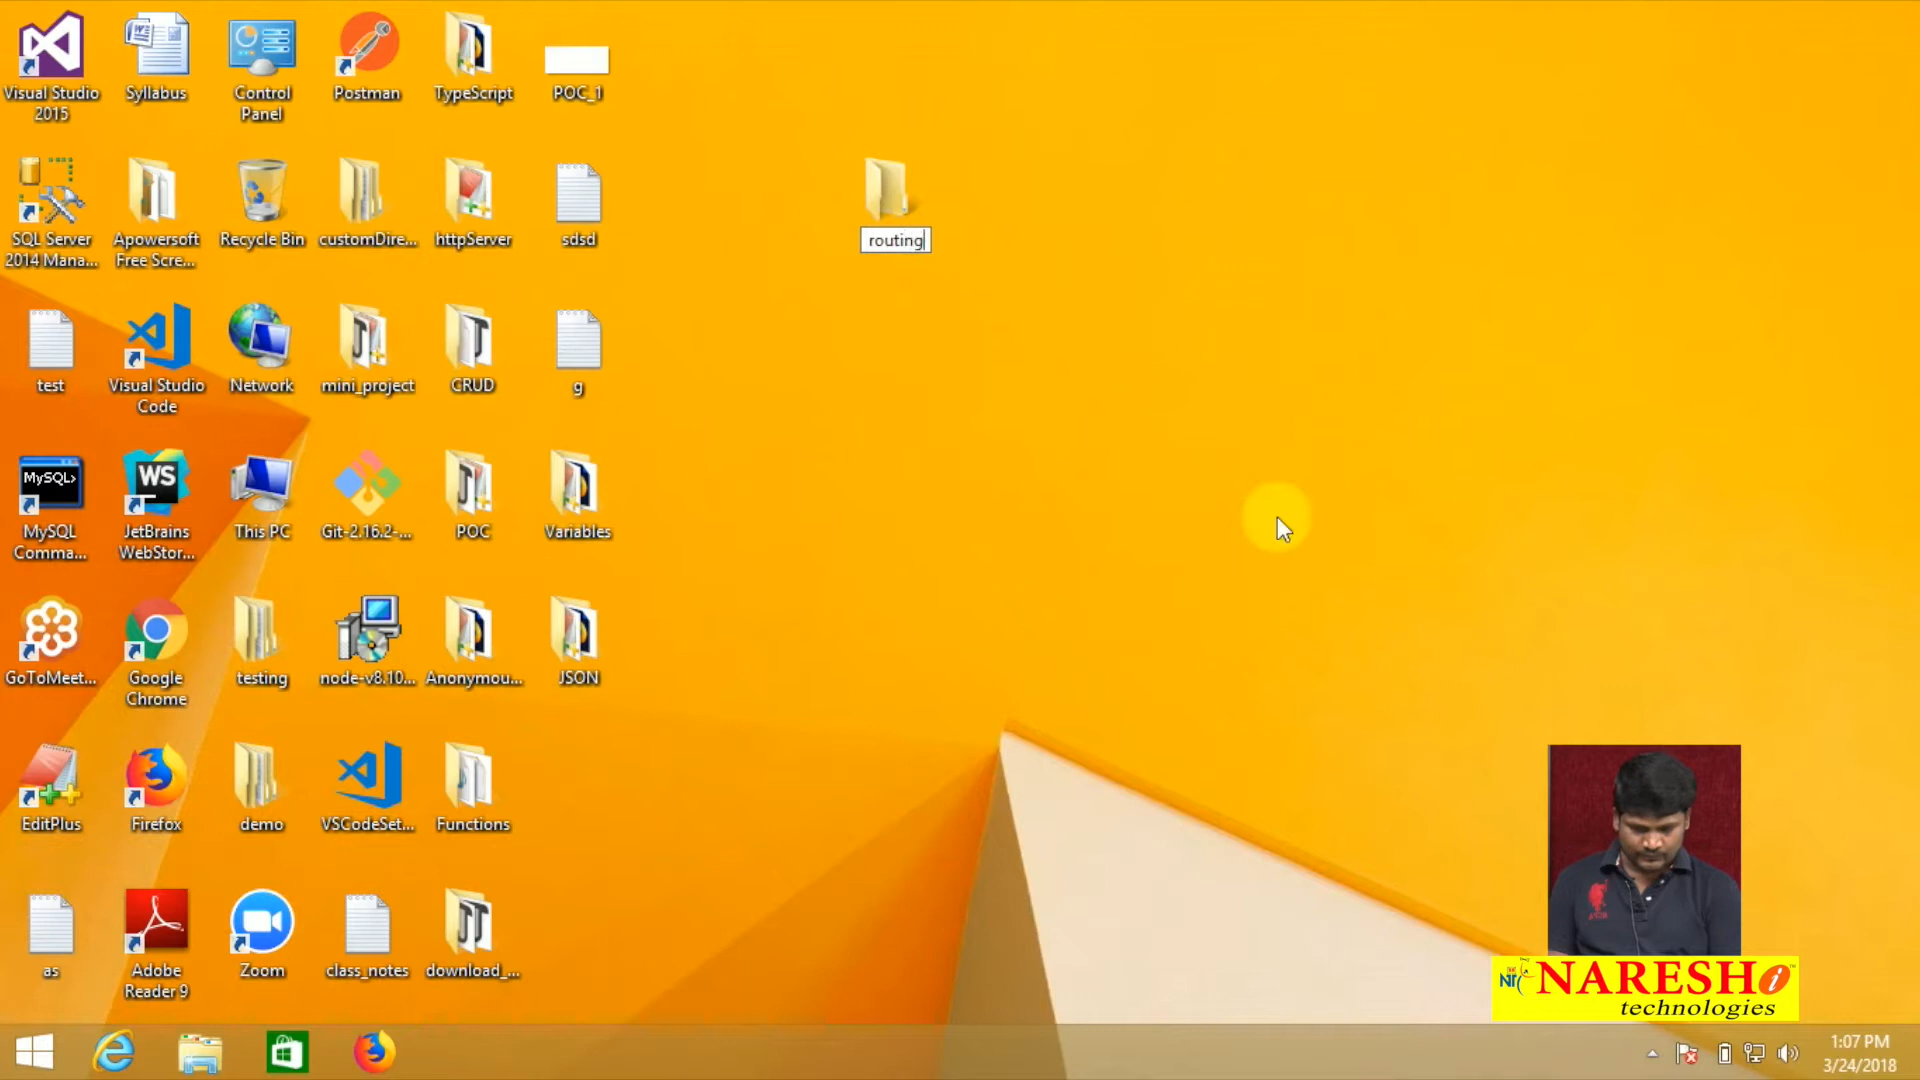 Visual Studio
2015
Syllabus
Control
Panel
Postman
TypeScript
POC_1
SQL Server
2014 Mana...
Apowersoft
Free Scre...
Recycle Bin
customDire...
httpServer
sdsd
routing
test
Visual Studio
Code
Network
mini_project
CRUD
g
MySQL>
MySQL
Comma...
WS
JetBrains
WebStor...
This PC
Git-2.16.2-...
POC
Variables
GoToMeet...
Google
Chrome
testing
node-v8.10...
Anonymou...
JSON
EditPlus
Firefox
demo
VSCodeSet...
Functions
as
Adobe
Reader 9
Zoom
class_notes
download_...
NARESH i
technologies
1:07 PM
3/24/2018